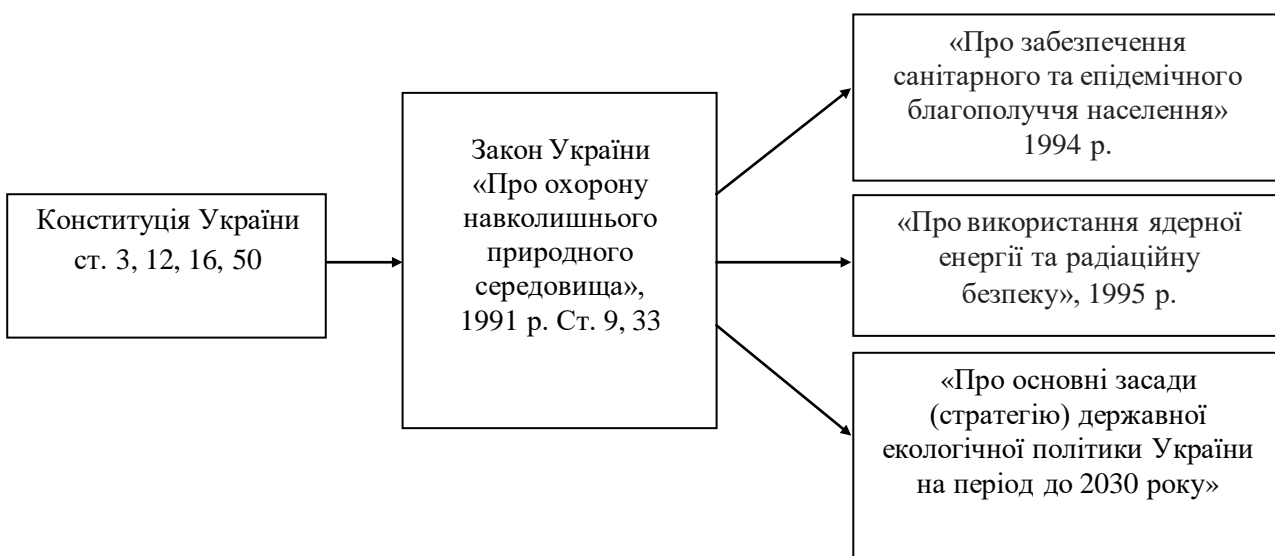 Конституція України
ст. 3, 12, 16, 50
Закон України
«Про охорону
навколишнього
природного
середовища»,
1991 р. Ст. 9, 33
«Про забезпечення
санітарного та епідемічного
благополуччя населення»
1994 р.
«Про використання ядерної
енергії та радіаційну
безпеку», 1995 р.
«Про основні засади
(стратегію) державної
екологічної політики України
на період до 2030 року»